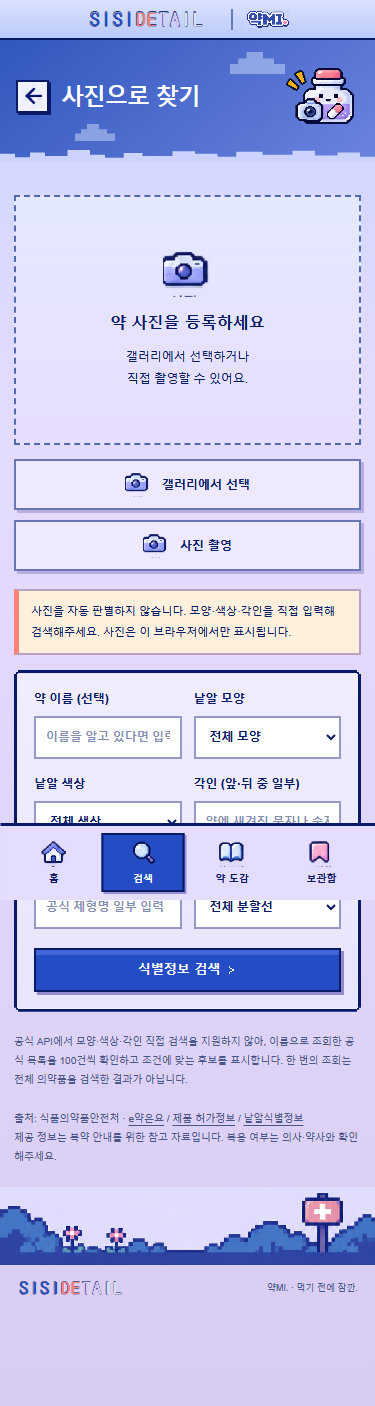 SISIDETAIL
약MI.
사진으로 찾기
약 사진을 등록하세요
갤러리에서 선택하거나
직접 촬영할 수 있어요.
갤러리에서 선택
사진 촬영
사진을 자동 판별하지 않습니다. 모양·색상·각인을 직접 입력해
검색해주세요. 사진은 이 브라우저에서만 표시됩니다.
약 이름 (선택)
낱알 모양
이름을 알고 있다면 입력
전체 모양
낱알 색상
각인 (앞·뒤 중 일부)
전체 색상
약에 새겨진 문자나 숫자
홈
검색
약 도감
보관함
공식 제형명 일부 입력
전체 분할선
식별정보 검색 >
공식 API에서 모양·색상·각인 직접 검색을 지원하지 않아, 이름으로 조회한 공
식 목록을 100건씩 확인하고 조건에 맞는 후보를 표시합니다. 한 번의 조회는
전체 의약품을 검색한 결과가 아닙니다.
출처: 식품의약품안전처 · e약은요 / 제품 허가정보 / 낱알식별정보
제공 정보는 복약 안내를 위한 참고 자료입니다. 복용 여부는 의사·약사와 확인
해주세요.
SISIDETAIL
약MI. · 먹기 전에 잠깐.